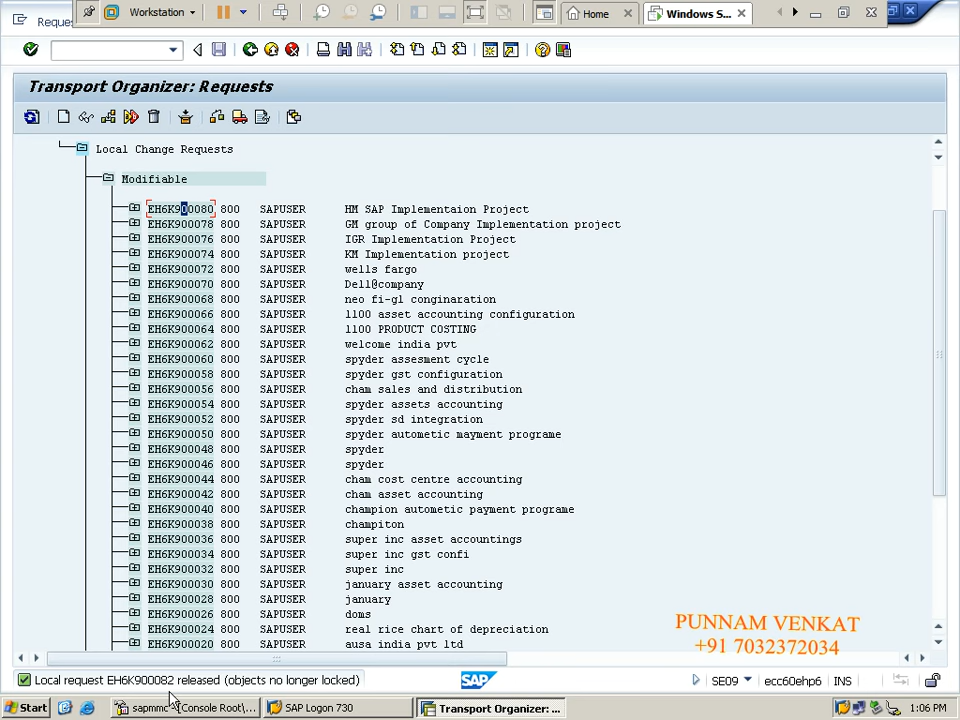 Workstation
Home
Windows S...
Reques
Transport Organizer: Requests
Local Change Requests
Modifiable
EH6K900080 800 SAPUSER HM SAP Implementaion Project
EH6K900078 800 SAPUSER GM group of Company Implementation project
EH6K900076 800 SAPUSER IGR Implementation Project
EH6K900074 800 SAPUSER KM Implementation project
EH6K900072 800 SAPUSER wells fargo
EH6K900070 800 SAPUSER Dell@company
EH6K900068 800 SAPUSER neo fi-gl conginaration
EH6K900066 800 SAPUSER 1100 asset accounting configuration
EH6K900064 800 SAPUSER 1100 PRODUCT COSTING
EH6K900062 800 SAPUSER welcome india pvt
EH6K900060 800 SAPUSER spyder assesment cycle
EH6K900058 800 SAPUSER spyder gst configuration
EH6K900056 800 SAPUSER cham sales and distribution
EH6K900054 800 SAPUSER spyder assets accounting
EH6K900052 800 SAPUSER spyder sd integration
EH6K900050 800 SAPUSER spyder autometic mayment programe
EH6K900048 800 SAPUSER spyder
EH6K900046 800 SAPUSER spyder
EH6K900044 800 SAPUSER cham cost centre accounting
EH6K900042 800 SAPUSER cham asset accounting
EH6K900040 800 SAPUSER champion autometic payment programe
EH6K900038 800 SAPUSER champiton
EH6K900036 800 SAPUSER super inc asset accountings
EH6K900034 800 SAPUSER super inc gst confi
EH6K900032 800 SAPUSER super inc
EH6K900030 800 SAPUSER january asset accounting
EH6K900028 800 SAPUSER january
EH6K900026 800 SAPUSER doms
EH6K900024 800 SAPUSER real rice chart of depreciation
EH6K900020 800 SAPUSER ausa india pvt ltd
PUNNAM VENKAT
+91 7032372034
Local request EH6K900082 released (objects no longer locked)
SAP
SE09
ecc60ehp6
INS
Start
sapmmc - [Console Root\...
SAP Logon 730
Transport Organizer: ...
1:06 PM